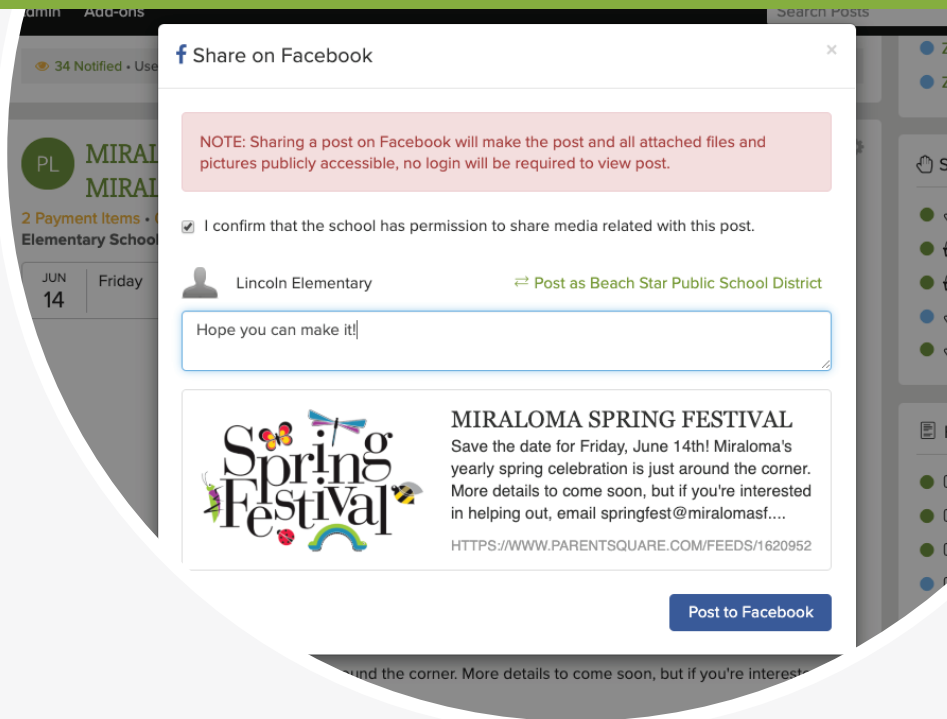 Admin Add-ons
Search Posts
Share on Facebook
×
34 Notified • Use
NOTE: Sharing a post on Facebook will make the post and all attached files and
pictures publicly accessible, no login will be required to view post.
PL
MIRAL
MIRAL
2 Payment Items •
Elementary School
I confirm that the school has permission to share media related with this post.
JUN
14
Friday
Lincoln Elementary
Post as Beach Star Public School District
Hope you can make it!
Spring
Festival
MIRALOMA SPRING FESTIVAL
Save the date for Friday, June 14th! Miraloma's
yearly spring celebration is just around the corner.
More details to come soon, but if you're interested
in helping out, email springfest@miralomasf....
HTTPS://WWW.PARENTSQUARE.COM/FEEDS/1620952
Post to Facebook
und the corner. More details to come soon, but if you're intereste